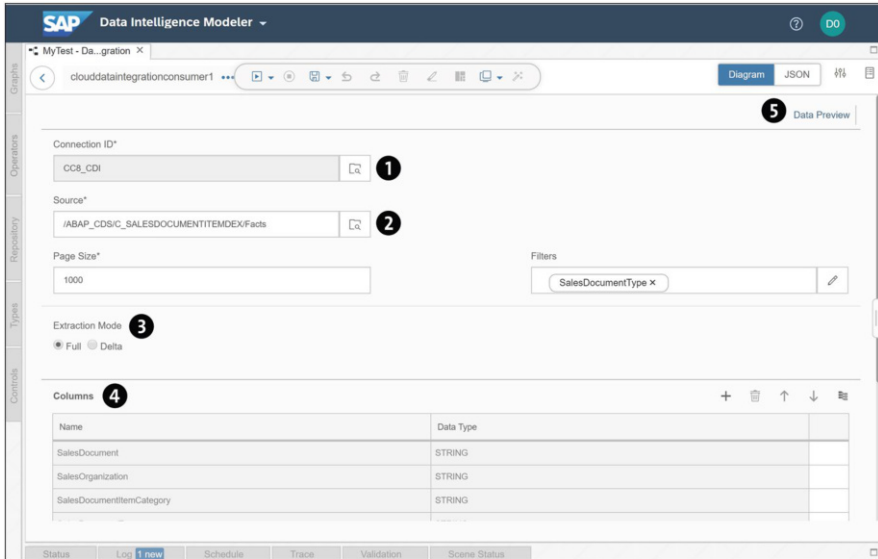 SAP Data Intelligence Modeler
D0
MyTest - Da...gration ×
clouddataintegrationconsumer1 •••
Diagram JSON
Graphs
Operators
Repository
Types
Controls
5 Data Preview
Connection ID*
CC8_CDI
1
Source*
/ABAP_CDS/C_SALESDOCUMENTITEMDEX/Facts
2
Page Size* Filters
1000 SalesDocumentType ×
Extraction Mode 3
Full Delta
Columns 4
Name Data Type
SalesDocument STRING
SalesOrganization STRING
SalesDocumentItemCategory STRING
Status Log 1 new Schedule Trace Validation Scene Status